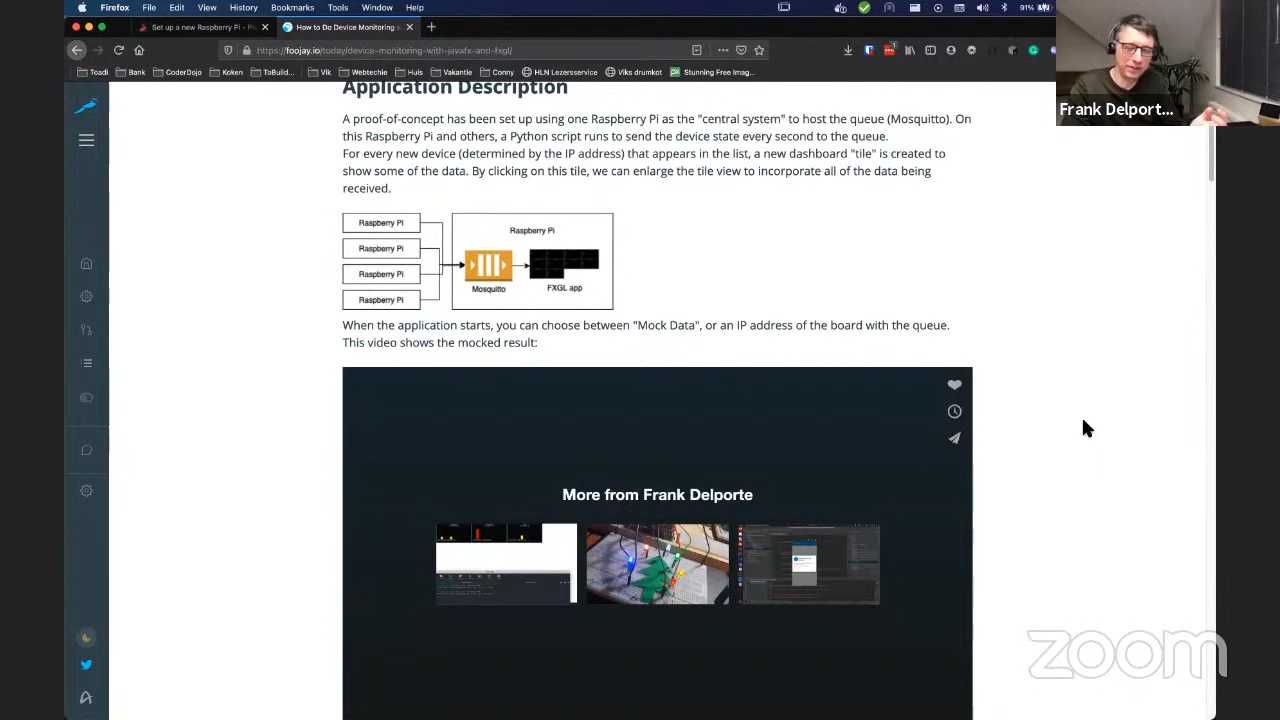 Firefox File Edit View History Bookmarks Tools Window Help 91%
Set up a new Raspberry Pi - Pi
How to Do Device Monitoring w
https://foojay.io/today/device-monitoring-with-javafx-and-fxgl/
Toadi Bank CoderDojo Koken ToBuild... Vik Webtechie Huis Vakantle Conny HLN Lezersservice Viks drumkot Stunning Free Imag...
Frank Delport...
Application Description
A proof-of-concept has been set up using one Raspberry Pi as the "central system" to host the queue (Mosquitto). On
this Raspberry Pi and others, a Python script runs to send the device state every second to the queue.
For every new device (determined by the IP address) that appears in the list, a new dashboard "tile" is created to
show some of the data. By clicking on this tile, we can enlarge the tile view to incorporate all of the data being
received.
Raspberry Pi
Raspberry Pi
Raspberry Pi
Raspberry Pi
Raspberry Pi
Mosquitto
FXGL app
When the application starts, you can choose between "Mock Data", or an IP address of the board with the queue.
This video shows the mocked result:
More from Frank Delporte
zoom